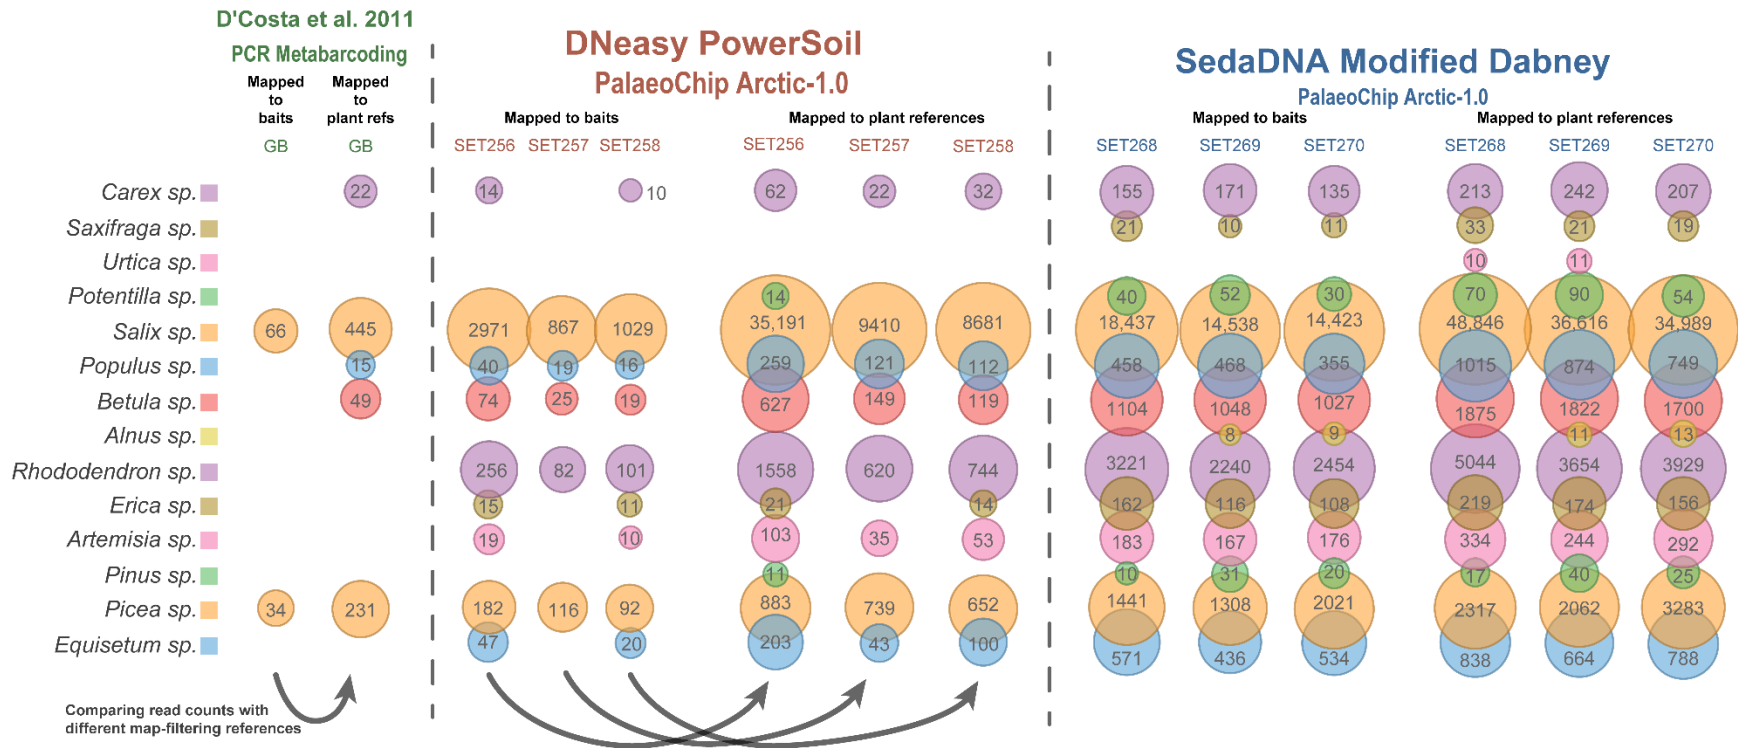 D'Costa et al. 2011
PCR Metabarcoding
Mapped to baits
Mapped to plant refs
GB GB
DNeasy PowerSoil
PalaeoChip Arctic-1.0
Mapped to baits Mapped to plant references
SET256 SET257 SET258 SET256 SET257 SET258
SedaDNA Modified Dabney
PalaeoChip Arctic-1.0
Mapped to baits Mapped to plant references
SET268 SET269 SET270 SET268 SET269 SET270
Carex sp. 22 14 10 62 22 32 155 171 135 213 242 207
Saxifraga sp. 21 10 11 33 21 19
Urtica sp. 10 11
Potentilla sp. 14 40 52 30 70 90 54
Salix sp. 66 445 2971 867 1029 35,191 9410 8681 18,437 14,538 14,423 48,846 36,616 34,989
Populus sp. 15 40 19 16 259 121 112 458 468 355 1015 874 749
Betula sp. 49 74 25 19 627 149 119 1104 1048 1027 1875 1822 1700
Alnus sp. 8 9 11 13
Rhododendron sp. 256 82 101 1558 620 744 3221 2240 2454 5044 3654 3929
Erica sp. 15 11 21 14 162 116 108 219 174 156
Artemisia sp. 19 10 103 35 53 183 167 176 334 244 292
Pinus sp. 11 10 31 20 17 40 25
Picea sp. 34 231 182 116 92 883 739 652 1441 1308 2021 2317 2062 3283
Equisetum sp. 47 20 203 43 100 571 436 534 838 664 788
Comparing read counts with
different map-filtering references